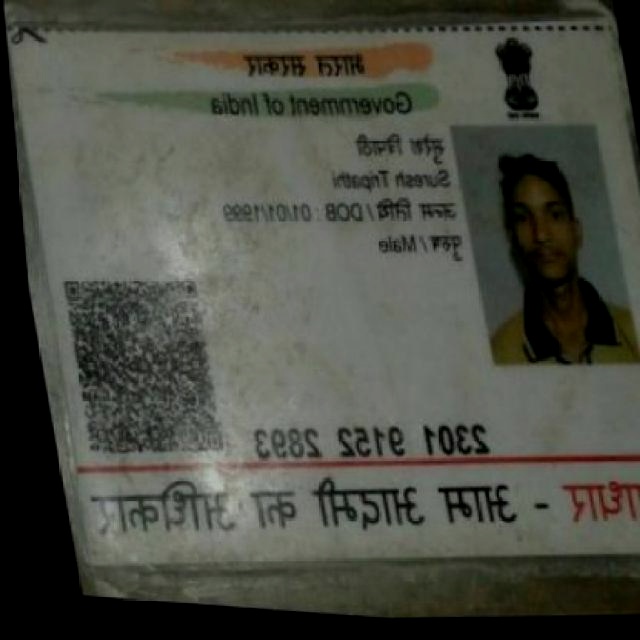 भारत सरकार
Government of India
सुरेश त्रिपाठी
Suresh Tripathi
जन्म तिथि / DOB : 01/01/1999
पुरुष / Male
2301 9152 2893
आधार - आम आदमी का अधिकार